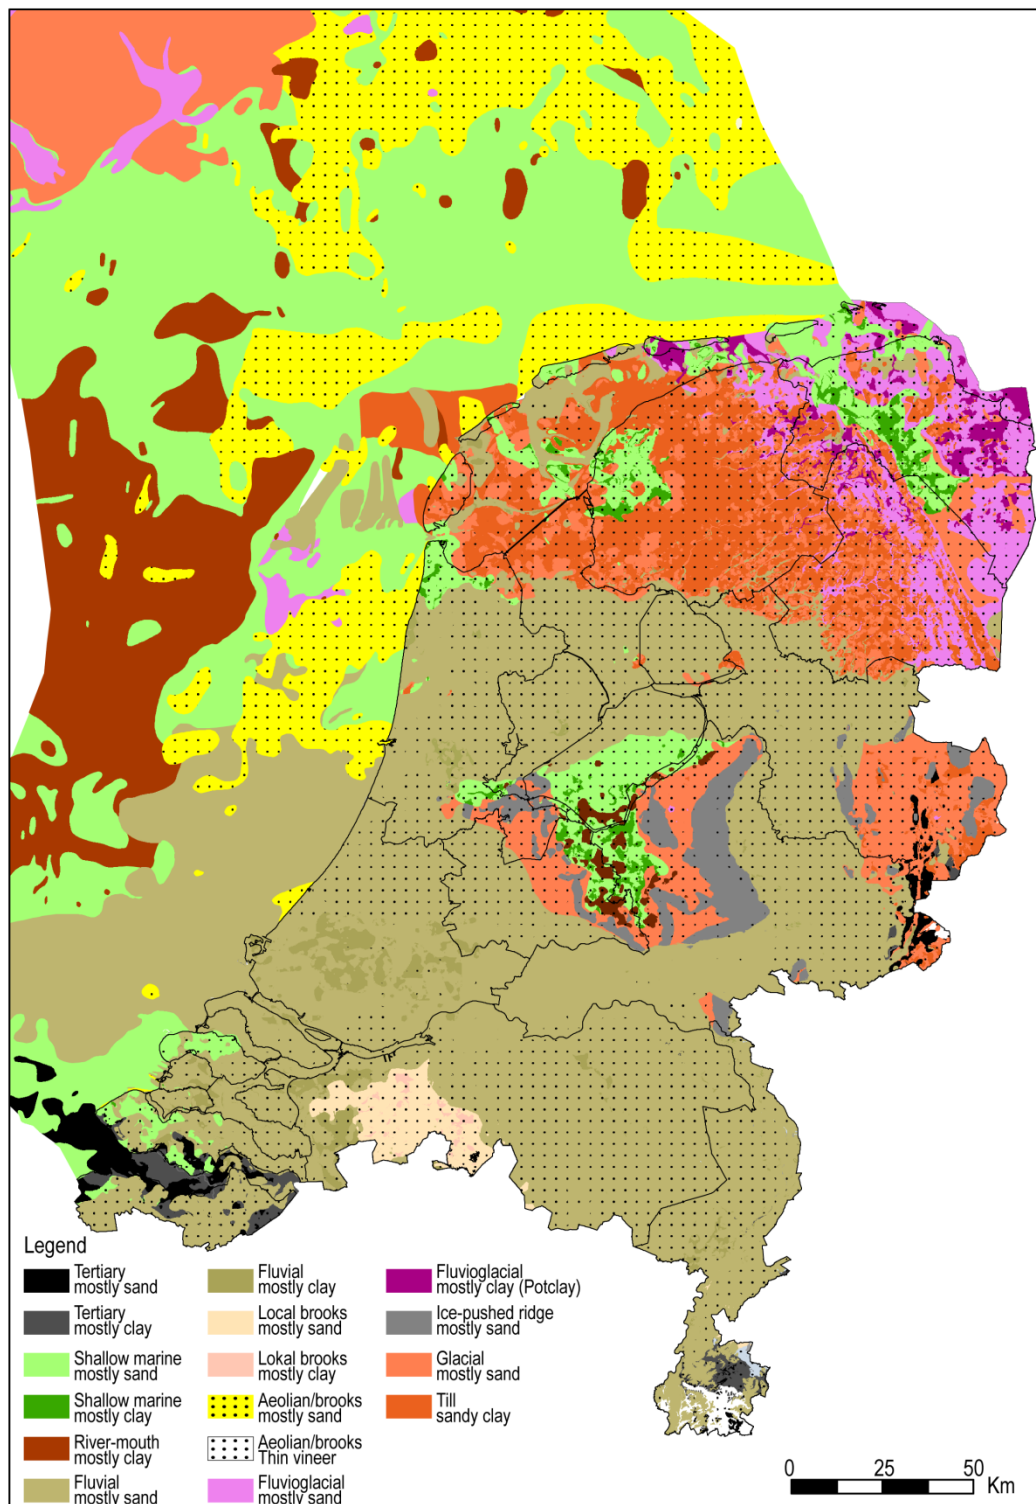 Legend
Tertiary
mostly sand
Tertiary
mostly clay
Shallow marine
mostly sand
Shallow marine
mostly clay
River-mouth
mostly clay
Fluvial
mostly sand
Fluvial
mostly clay
Local brooks
mostly sand
Lokal brooks
mostly clay
Aeolian/brooks
mostly sand
Aeolian/brooks
Thin vineer
Fluvioglacial
mostly sand
Fluvioglacial
mostly clay (Potclay)
Ice-pushed ridge
mostly sand
Glacial
mostly sand
Till
sandy clay
0 25 50 Km